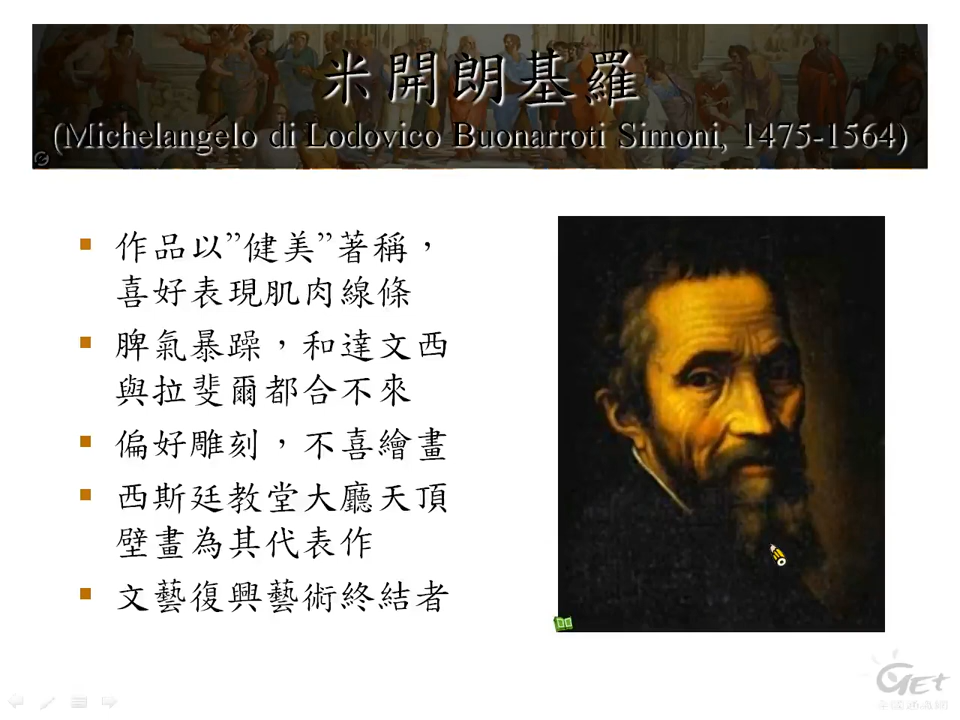 米開朗基羅
(Michelangelo di Lodovico Buonarroti Simoni, 1475-1564)
作品以”健美”著稱，
喜好表現肌肉線條
脾氣暴躁，和達文西
與拉斐爾都合不來
偏好雕刻，不喜繪畫
西斯廷教堂大廳天頂
壁畫為其代表作
文藝復興藝術終結者
GET